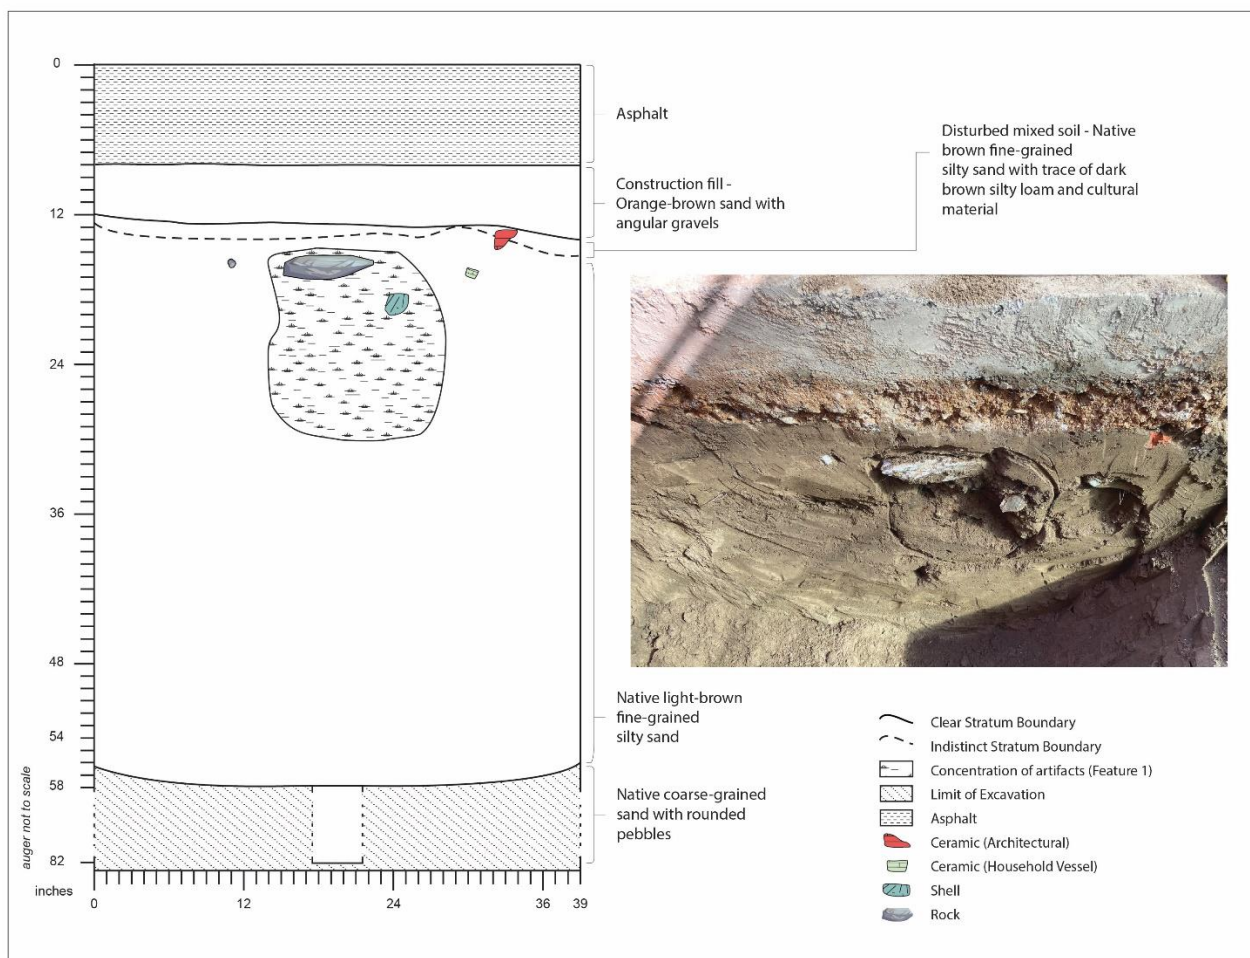 0
Asphalt
Disturbed mixed soil - Native
brown fine-grained
silty sand with trace of dark
brown silty loam and cultural
material
Construction fill -
Orange-brown sand with
angular gravels
12
24
36
48
Native light-brown
fine-grained
silty sand
54
58
auger not to scale
Native coarse-grained
sand with rounded
pebbles
82
inches
0
12
24
36
39
Clear Stratum Boundary
Indistinct Stratum Boundary
Concentration of artifacts (Feature 1)
Limit of Excavation
Asphalt
Ceramic (Architectural)
Ceramic (Household Vessel)
Shell
Rock